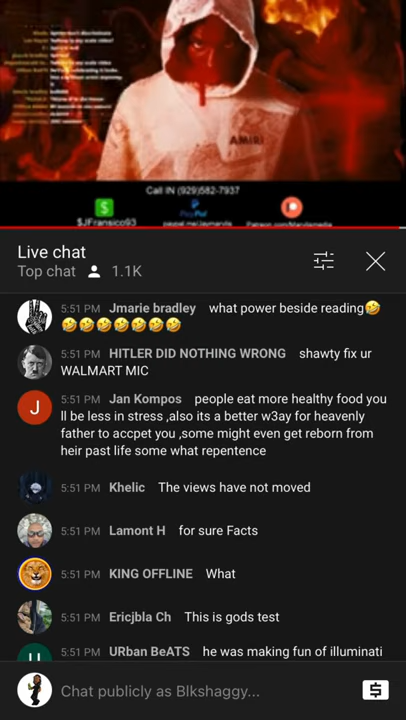 AMIRI
Call IN (929)582-7937
$
$JFransico93
PayPal
Live chat
Top chat 1.1K
5:51 PM Jmarie bradley what power beside reading🤣
🤣🤣🤣🤣🤣🤣🤣
5:51 PM HITLER DID NOTHING WRONG shawty fix ur
WALMART MIC
J
5:51 PM Jan Kompos people eat more healthy food you
ll be less in stress ,also its a better w3ay for heavenly
father to accpet you ,some might even get reborn from
heir past life some what repentence
5:51 PM Khelic The views have not moved
5:51 PM Lamont H for sure Facts
5:51 PM KING OFFLINE What
5:51 PM Ericjbla Ch This is gods test
5:51 PM URban BeATS he was making fun of illuminati
Chat publicly as Blkshaggy...
$